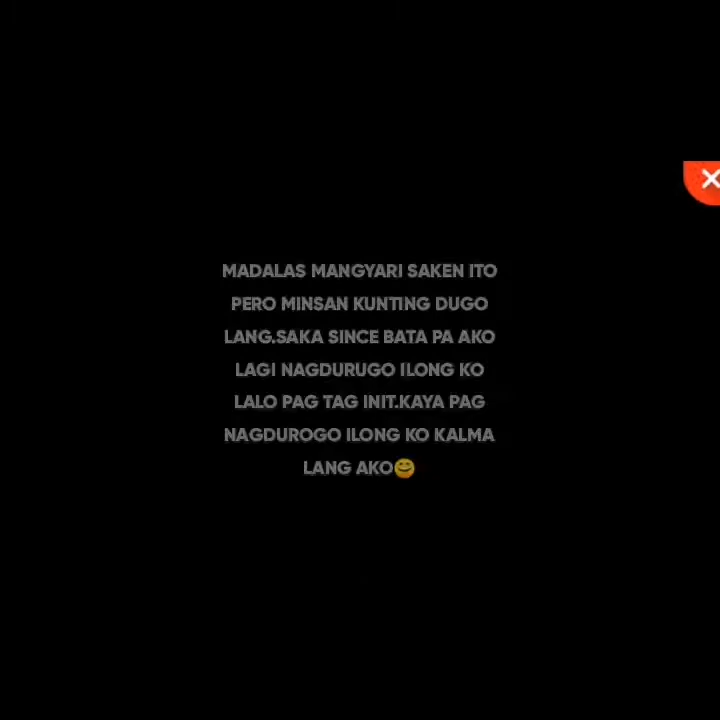 MADALAS MANGYARI SAKEN ITO
PERO MINSAN KUNTING DUGO
LANG.SAKA SINCE BATA PA AKO
LAGI NAGDURUGO ILONG KO
LALO PAG TAG INIT.KAYA PAG
NAGDUROGO ILONG KO KALMA
LANG AKO😊